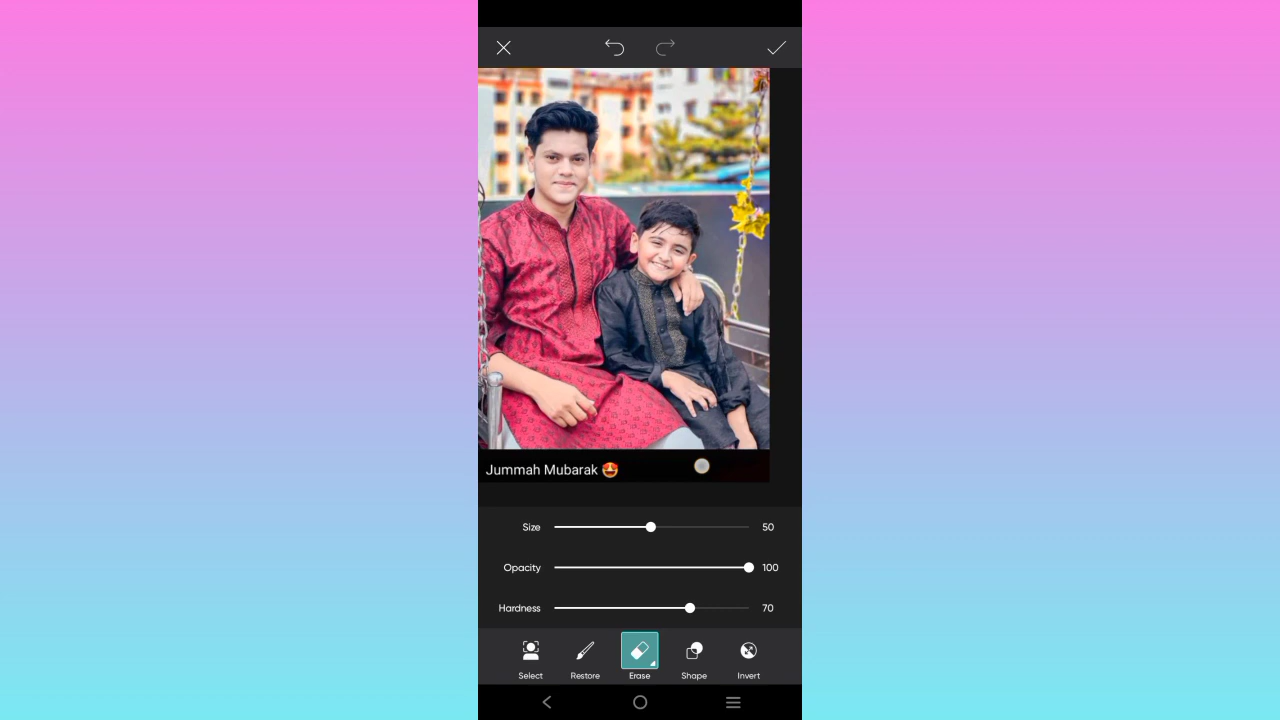 Jummah Mubarak 🤩
Size 50
Opacity 100
Hardness 70
Select Restore Erase Shape Invert